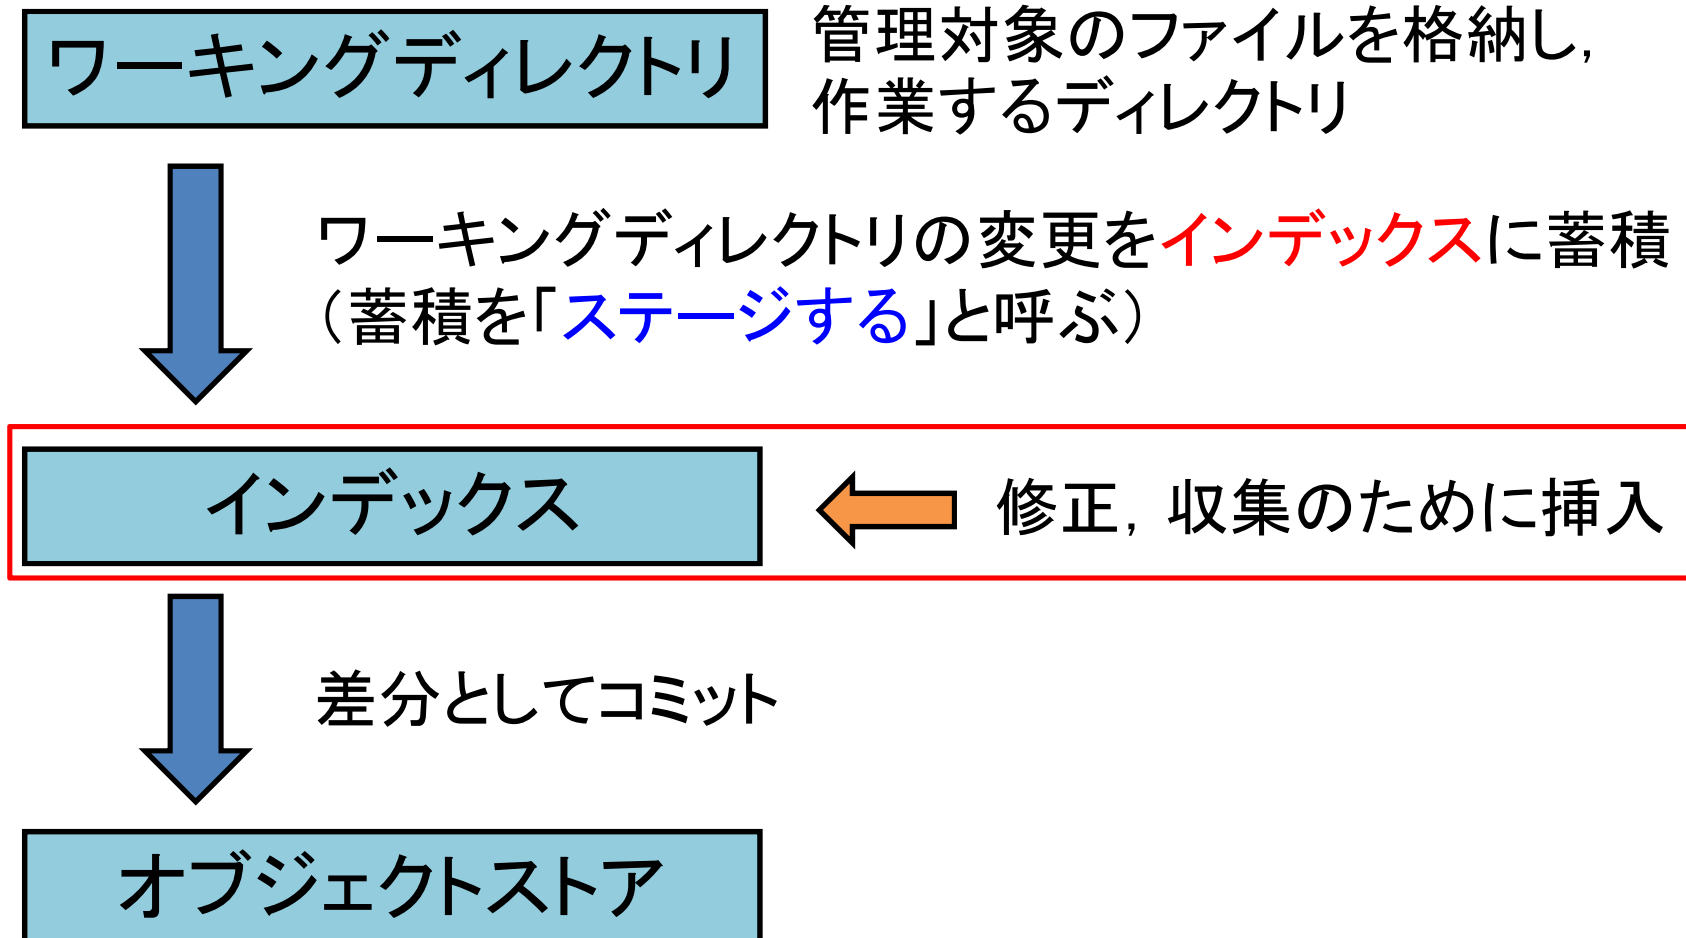 ワーキングディレクトリ
管理対象のファイルを格納し，
作業するディレクトリ
ワーキングディレクトリの変更をインデックスに蓄積
（蓄積を「ステージする」と呼ぶ）
インデックス
修正，収集のために挿入
差分としてコミット
オブジェクトストア